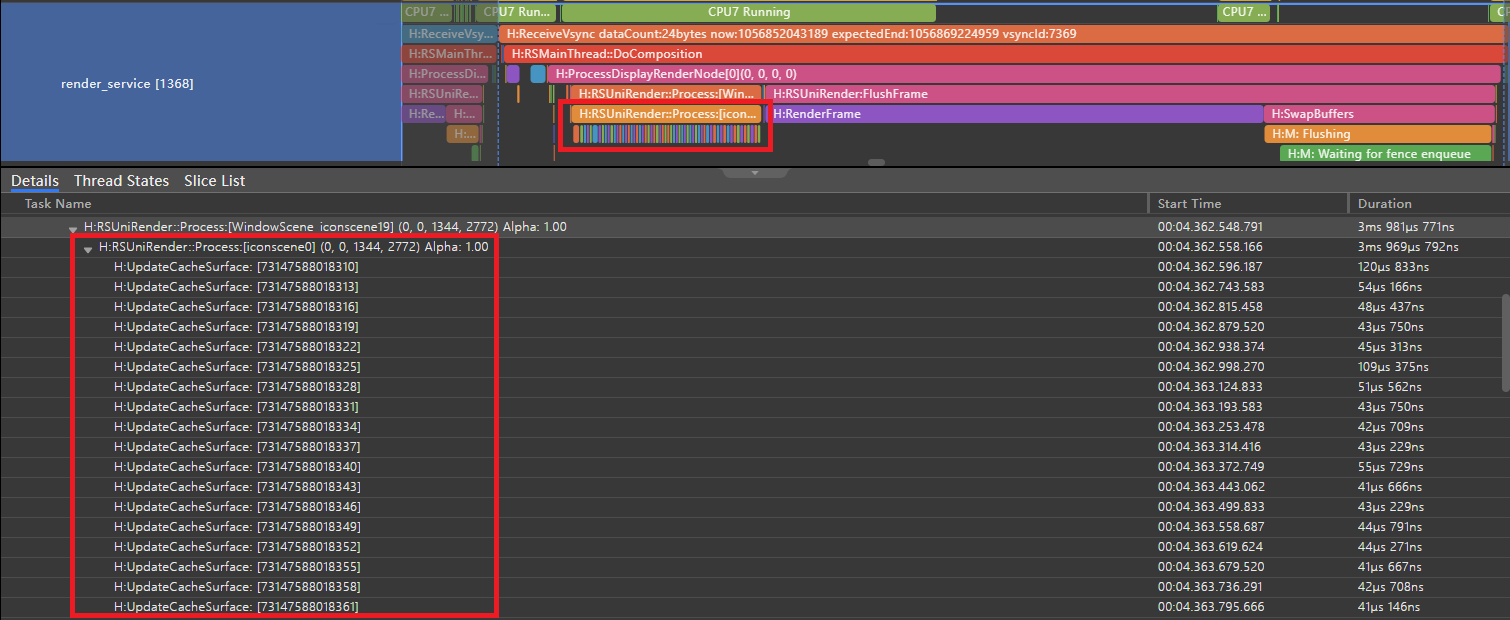 CPU7 ... CPU7 Run... CPU7 Running CPU7 ... C
H:ReceiveVsy... H:ReceiveVsync dataCount:24bytes now:1056852043189 expectedEnd:1056869224959 vsyncId:7369
H:RSMainThr... H:RSMainThread::DoComposition
render_service [1368]
H:ProcessDi... H:ProcessDisplayRenderNode[0](0, 0, 0, 0)
H:RSUniRe... H:RSUniRender::Process:[Win... H:RSUniRender:FlushFrame
H:Re... H:... H:RSUniRender::Process:[icon... H:RenderFrame H:SwapBuffers
H:... H:M: Flushing
H:M: Waiting for fence enqueue
Details Thread States Slice List
Task Name Start Time Duration
H:RSUniRender::Process:[WindowScene_iconscene19] (0, 0, 1344, 2772) Alpha: 1.00 00:04.362.548.791 3ms 981μs 771ns
H:RSUniRender::Process:[iconscene0] (0, 0, 1344, 2772) Alpha: 1.00 00:04.362.558.166 3ms 969μs 792ns
H:UpdateCacheSurface: [73147588018310] 00:04.362.596.187 120μs 833ns
H:UpdateCacheSurface: [73147588018313] 00:04.362.743.583 54μs 166ns
H:UpdateCacheSurface: [73147588018316] 00:04.362.815.458 48μs 437ns
H:UpdateCacheSurface: [73147588018319] 00:04.362.879.520 43μs 750ns
H:UpdateCacheSurface: [73147588018322] 00:04.362.938.374 45μs 313ns
H:UpdateCacheSurface: [73147588018325] 00:04.362.998.270 109μs 375ns
H:UpdateCacheSurface: [73147588018328] 00:04.363.124.833 51μs 562ns
H:UpdateCacheSurface: [73147588018331] 00:04.363.193.583 43μs 750ns
H:UpdateCacheSurface: [73147588018334] 00:04.363.253.478 42μs 709ns
H:UpdateCacheSurface: [73147588018337] 00:04.363.314.416 43μs 229ns
H:UpdateCacheSurface: [73147588018340] 00:04.363.372.749 55μs 729ns
H:UpdateCacheSurface: [73147588018343] 00:04.363.443.062 41μs 666ns
H:UpdateCacheSurface: [73147588018346] 00:04.363.499.833 43μs 229ns
H:UpdateCacheSurface: [73147588018349] 00:04.363.558.687 44μs 791ns
H:UpdateCacheSurface: [73147588018352] 00:04.363.619.624 44μs 271ns
H:UpdateCacheSurface: [73147588018355] 00:04.363.679.520 41μs 667ns
H:UpdateCacheSurface: [73147588018358] 00:04.363.736.291 42μs 708ns
H:UpdateCacheSurface: [73147588018361] 00:04.363.795.666 41μs 146ns